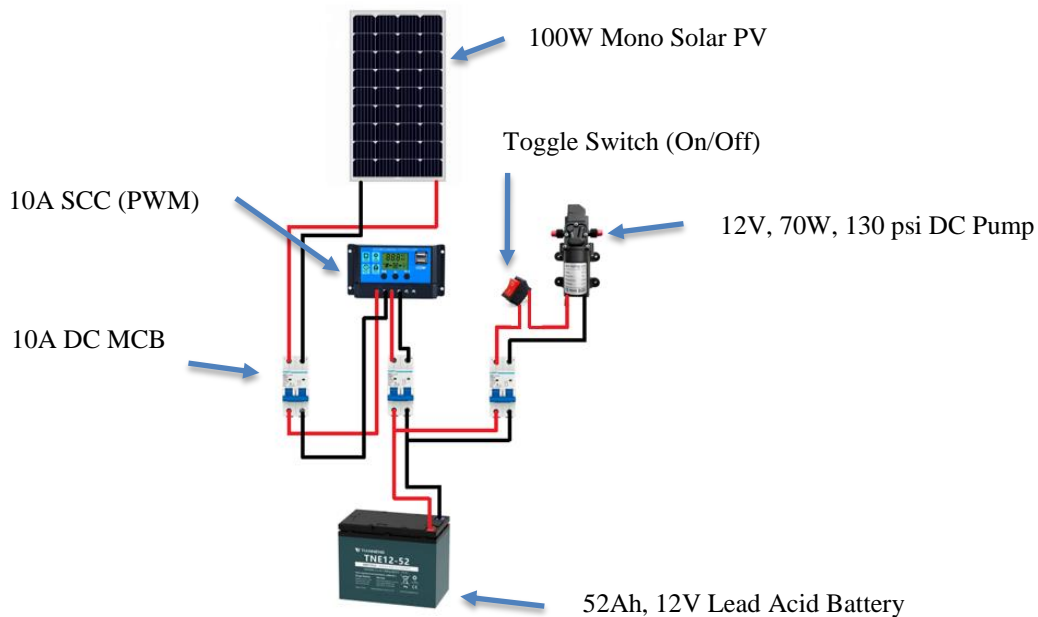 100W Mono Solar PV
Toggle Switch (On/Off)
10A SCC (PWM)
12V, 70W, 130 psi DC Pump
10A DC MCB
TNE12-52
52Ah, 12V Lead Acid Battery